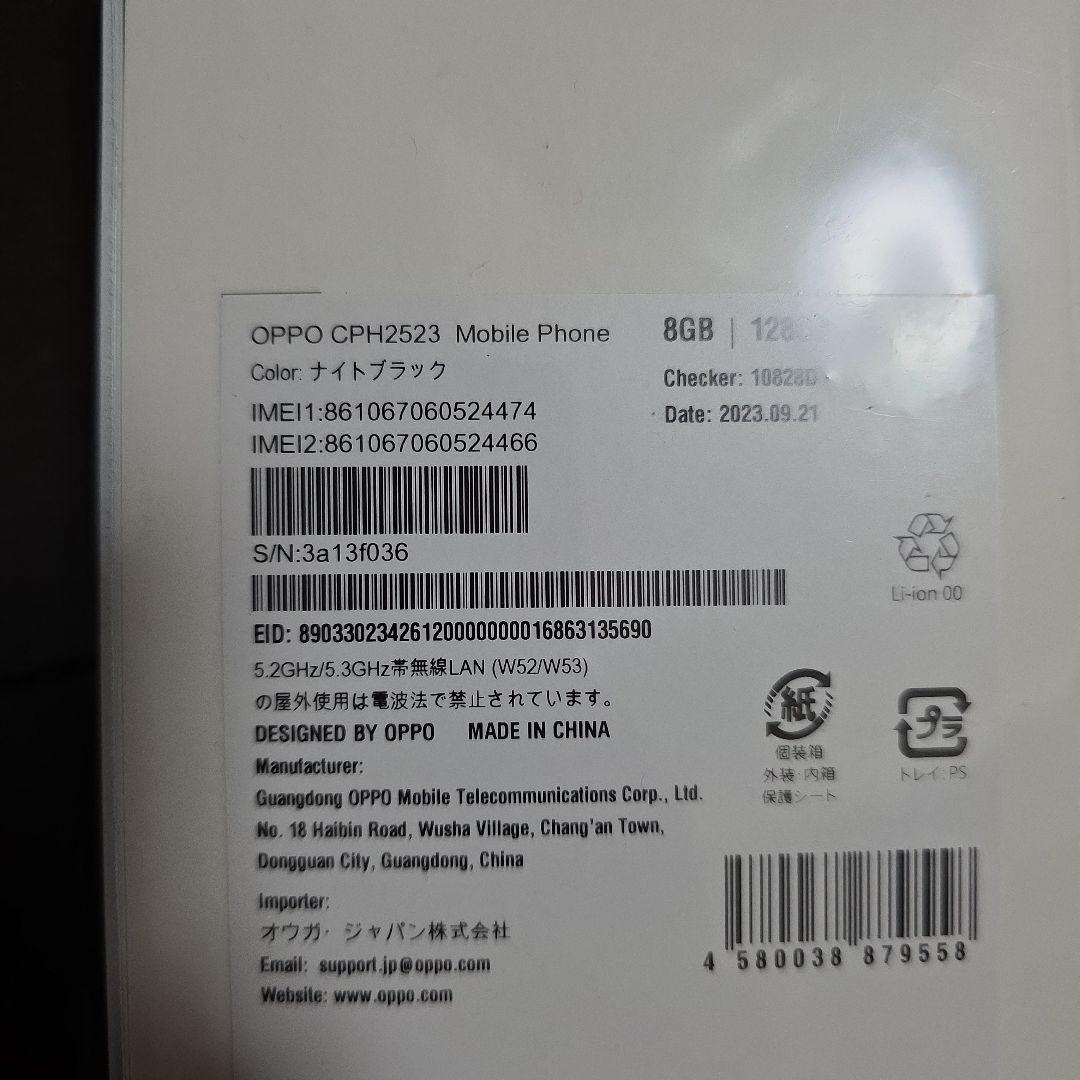 OPPO CPH2523 Mobile Phone
8GB | 128
Color: ナイトブラック
Checker: 10828D
IMEI1:861067060524474
Date: 2023.09.21
IMEI2:861067060524466
S/N:3a13f036
Li-ion 00
EID: 89033023426120000000016863135690
5.2GHz/5.3GHz帯無線LAN (W52/W53)
の屋外使用は電波法で禁止されています。
紙
プラ
DESIGNED BY OPPO MADE IN CHINA
個装箱
外装·内箱
保護シート
トレイ: PS
Manufacturer:
Guangdong OPPO Mobile Telecommunications Corp., Ltd.
No. 18 Haibin Road, Wusha Village, Chang'an Town,
Dongguan City, Guangdong, China
Importer:
オウガ・ジャパン株式会社
Email: support.jp@oppo.com
Website: www.oppo.com
4 580038 879558